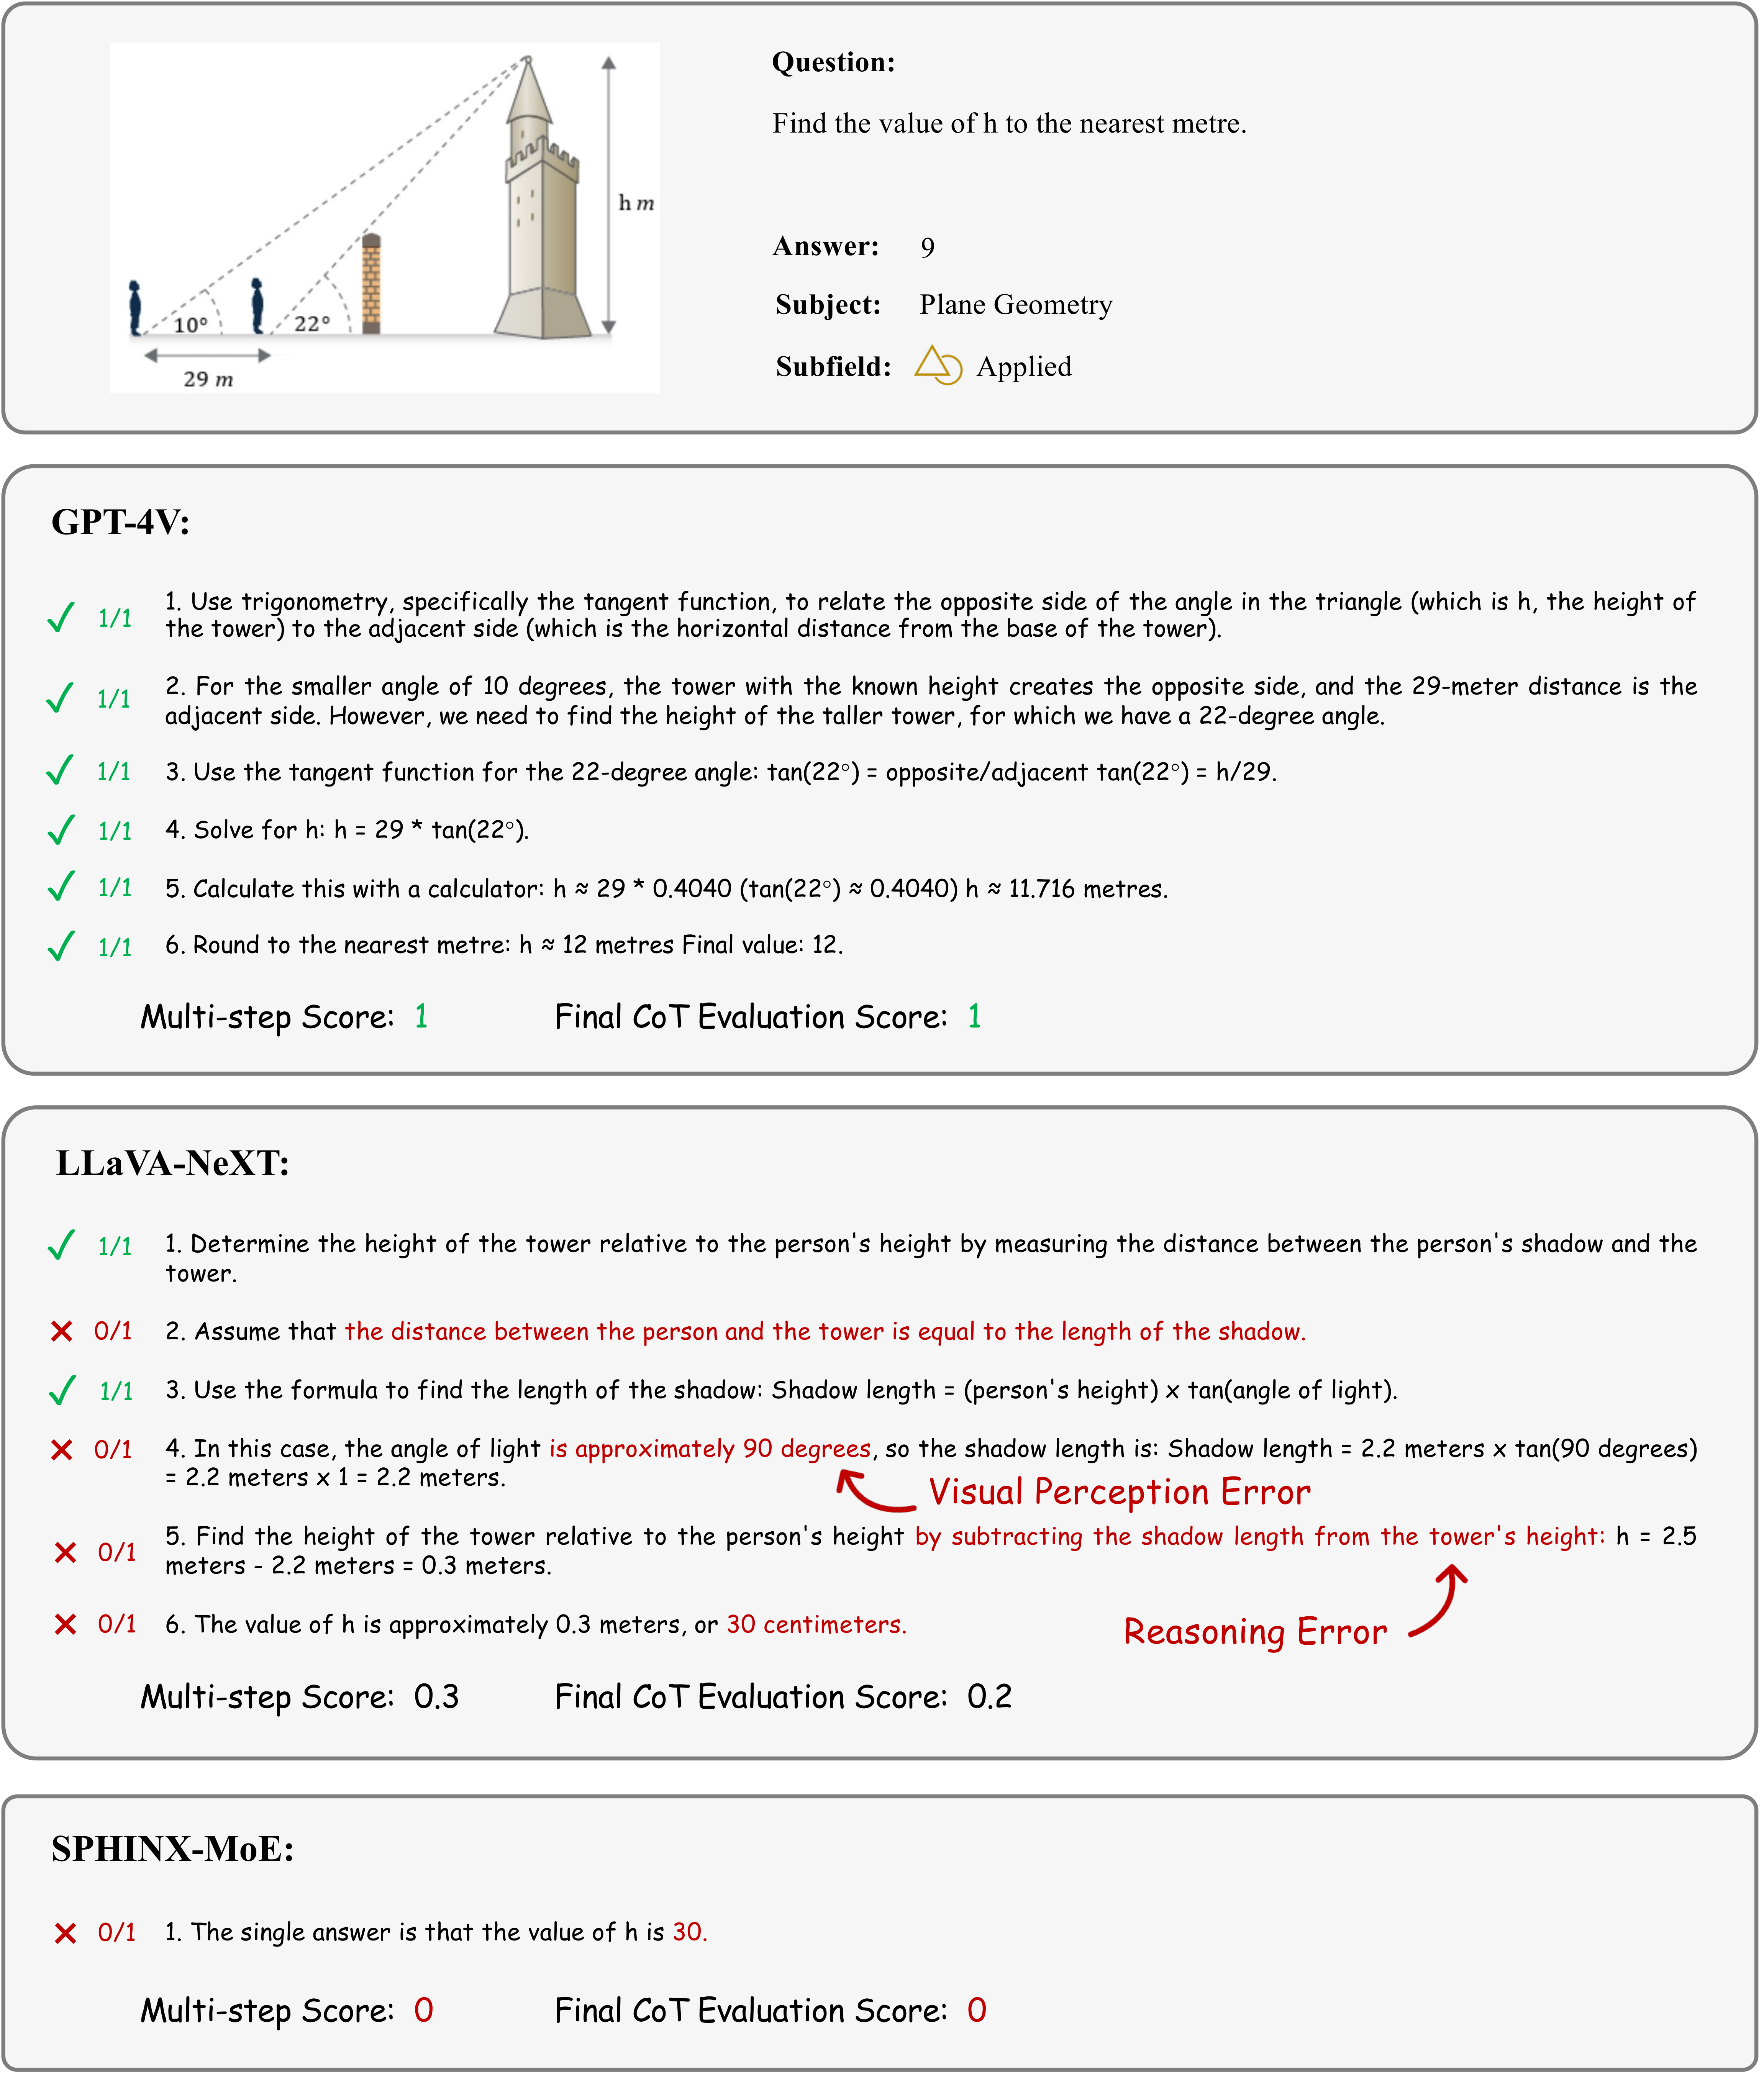 Question:
Find the value of h to the nearest metre.
h m
10°
22°
29 m
Answer: 9
Subject: Plane Geometry
Subfield: Applied
GPT-4V:
1/1 1. Use trigonometry, specifically the tangent function, to relate the opposite side of the angle in the triangle (which is h, the height of
the tower) to the adjacent side (which is the horizontal distance from the base of the tower).
1/1 2. For the smaller angle of 10 degrees, the tower with the known height creates the opposite side, and the 29-meter distance is the
adjacent side. However, we need to find the height of the taller tower, for which we have a 22-degree angle.
1/1 3. Use the tangent function for the 22-degree angle: tan(22°) = opposite/adjacent tan(22°) = h/29.
1/1 4. Solve for h: h = 29 * tan(22°).
1/1 5. Calculate this with a calculator: h ≈ 29 * 0.4040 (tan(22°) ≈ 0.4040) h ≈ 11.716 metres.
1/1 6. Round to the nearest metre: h ≈ 12 metres Final value: 12.
Multi-step Score: 1 Final CoT Evaluation Score: 1
LLaVA-NeXT:
1/1 1. Determine the height of the tower relative to the person's height by measuring the distance between the person's shadow and the
tower.
0/1 2. Assume that the distance between the person and the tower is equal to the length of the shadow.
1/1 3. Use the formula to find the length of the shadow: Shadow length = (person's height) x tan(angle of light).
0/1 4. In this case, the angle of light is approximately 90 degrees, so the shadow length is: Shadow length = 2.2 meters x tan(90 degrees)
= 2.2 meters x 1 = 2.2 meters.
Visual Perception Error
0/1 5. Find the height of the tower relative to the person's height by subtracting the shadow length from the tower's height: h = 2.5
meters - 2.2 meters = 0.3 meters.
0/1 6. The value of h is approximately 0.3 meters, or 30 centimeters.
Reasoning Error
Multi-step Score: 0.3 Final CoT Evaluation Score: 0.2
SPHINX-MoE:
0/1 1. The single answer is that the value of h is 30.
Multi-step Score: 0 Final CoT Evaluation Score: 0